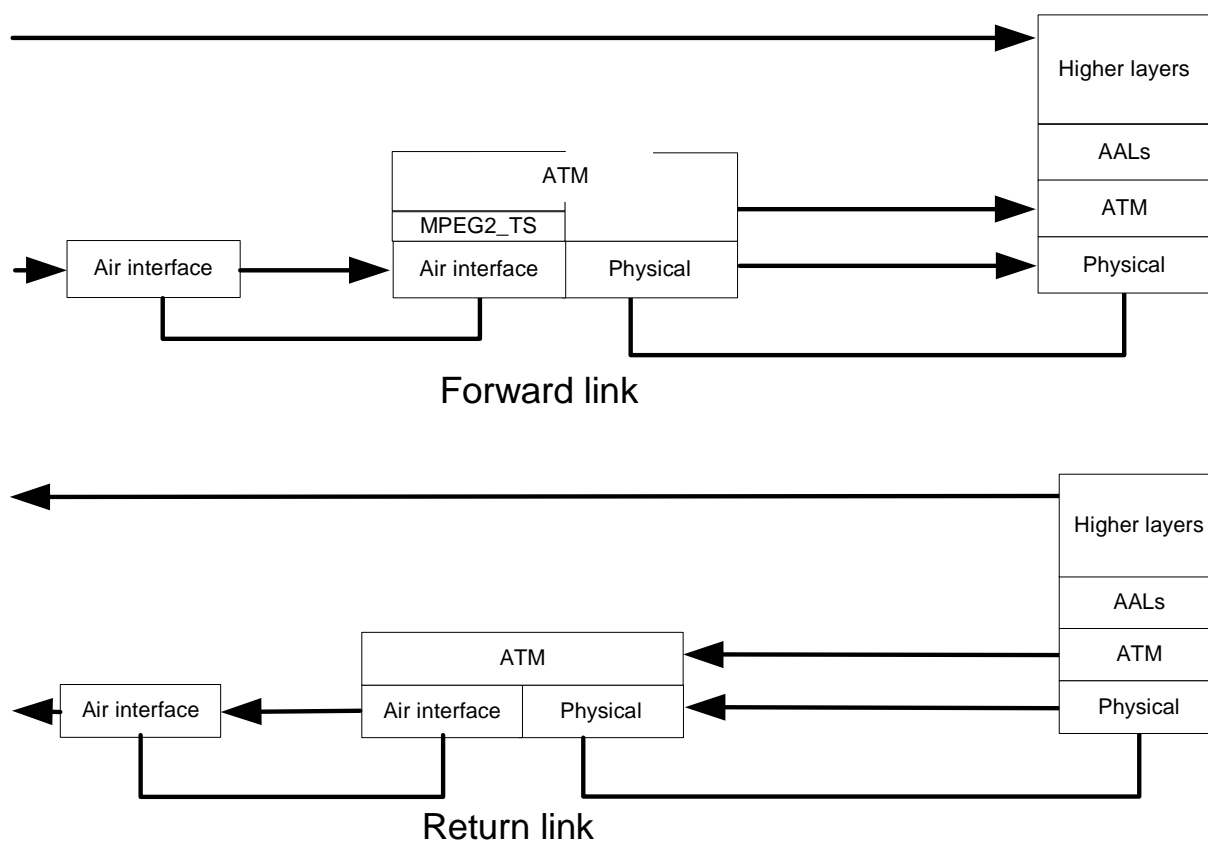 Higher layers
AALs
ATM
ATM
MPEG2_TS
Air interface
Air interface
Physical
Physical
Forward link
Higher layers
AALs
ATM
ATM
Air interface
Air interface
Physical
Physical
Return link